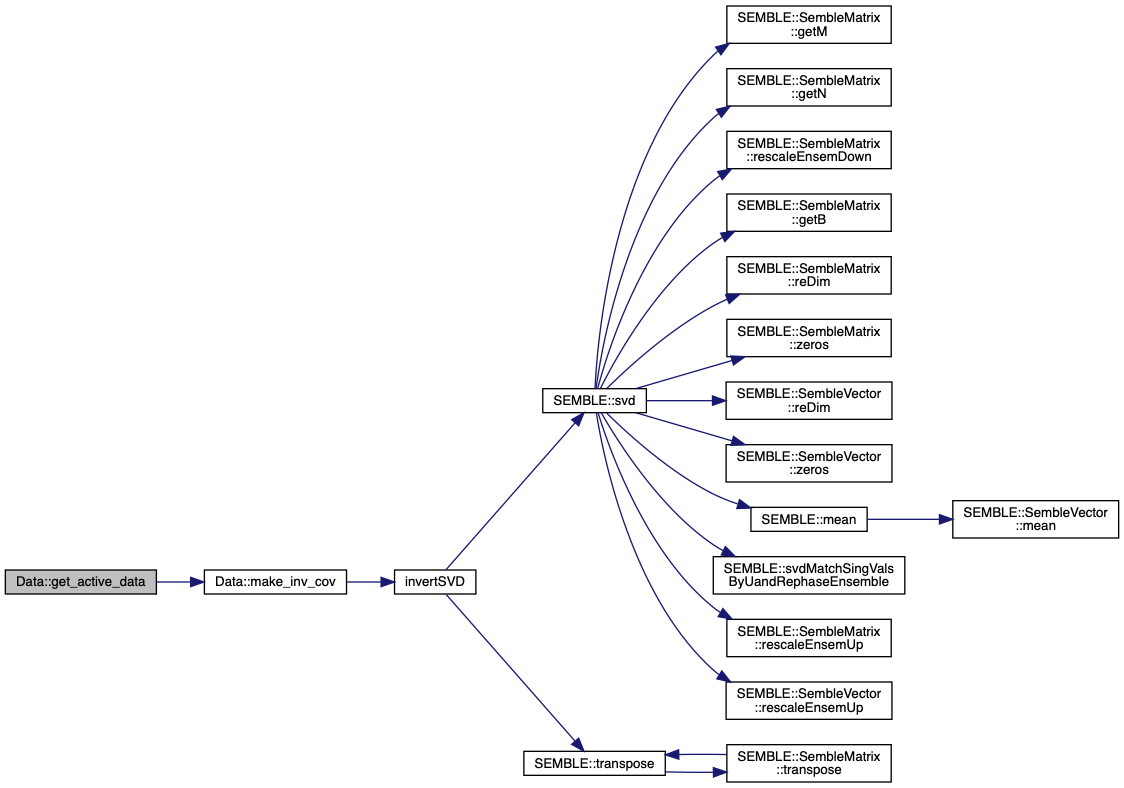 SEMBLE::SembleMatrix
::getM
SEMBLE::SembleMatrix
::getN
SEMBLE::SembleMatrix
::rescaleEnsemDown
SEMBLE::SembleMatrix
::getB
SEMBLE::SembleMatrix
::reDim
SEMBLE::SembleMatrix
::zeros
SEMBLE::svd
SEMBLE::SembleVector
::reDim
SEMBLE::SembleVector
::zeros
SEMBLE::mean
SEMBLE::SembleVector
::mean
SEMBLE::svdMatchSingVals
ByUandRephaseEnsemble
Data::get_active_data
Data::make_inv_cov
invertSVD
SEMBLE::SembleMatrix
::rescaleEnsemUp
SEMBLE::SembleVector
::rescaleEnsemUp
SEMBLE::transpose
SEMBLE::SembleMatrix
::transpose